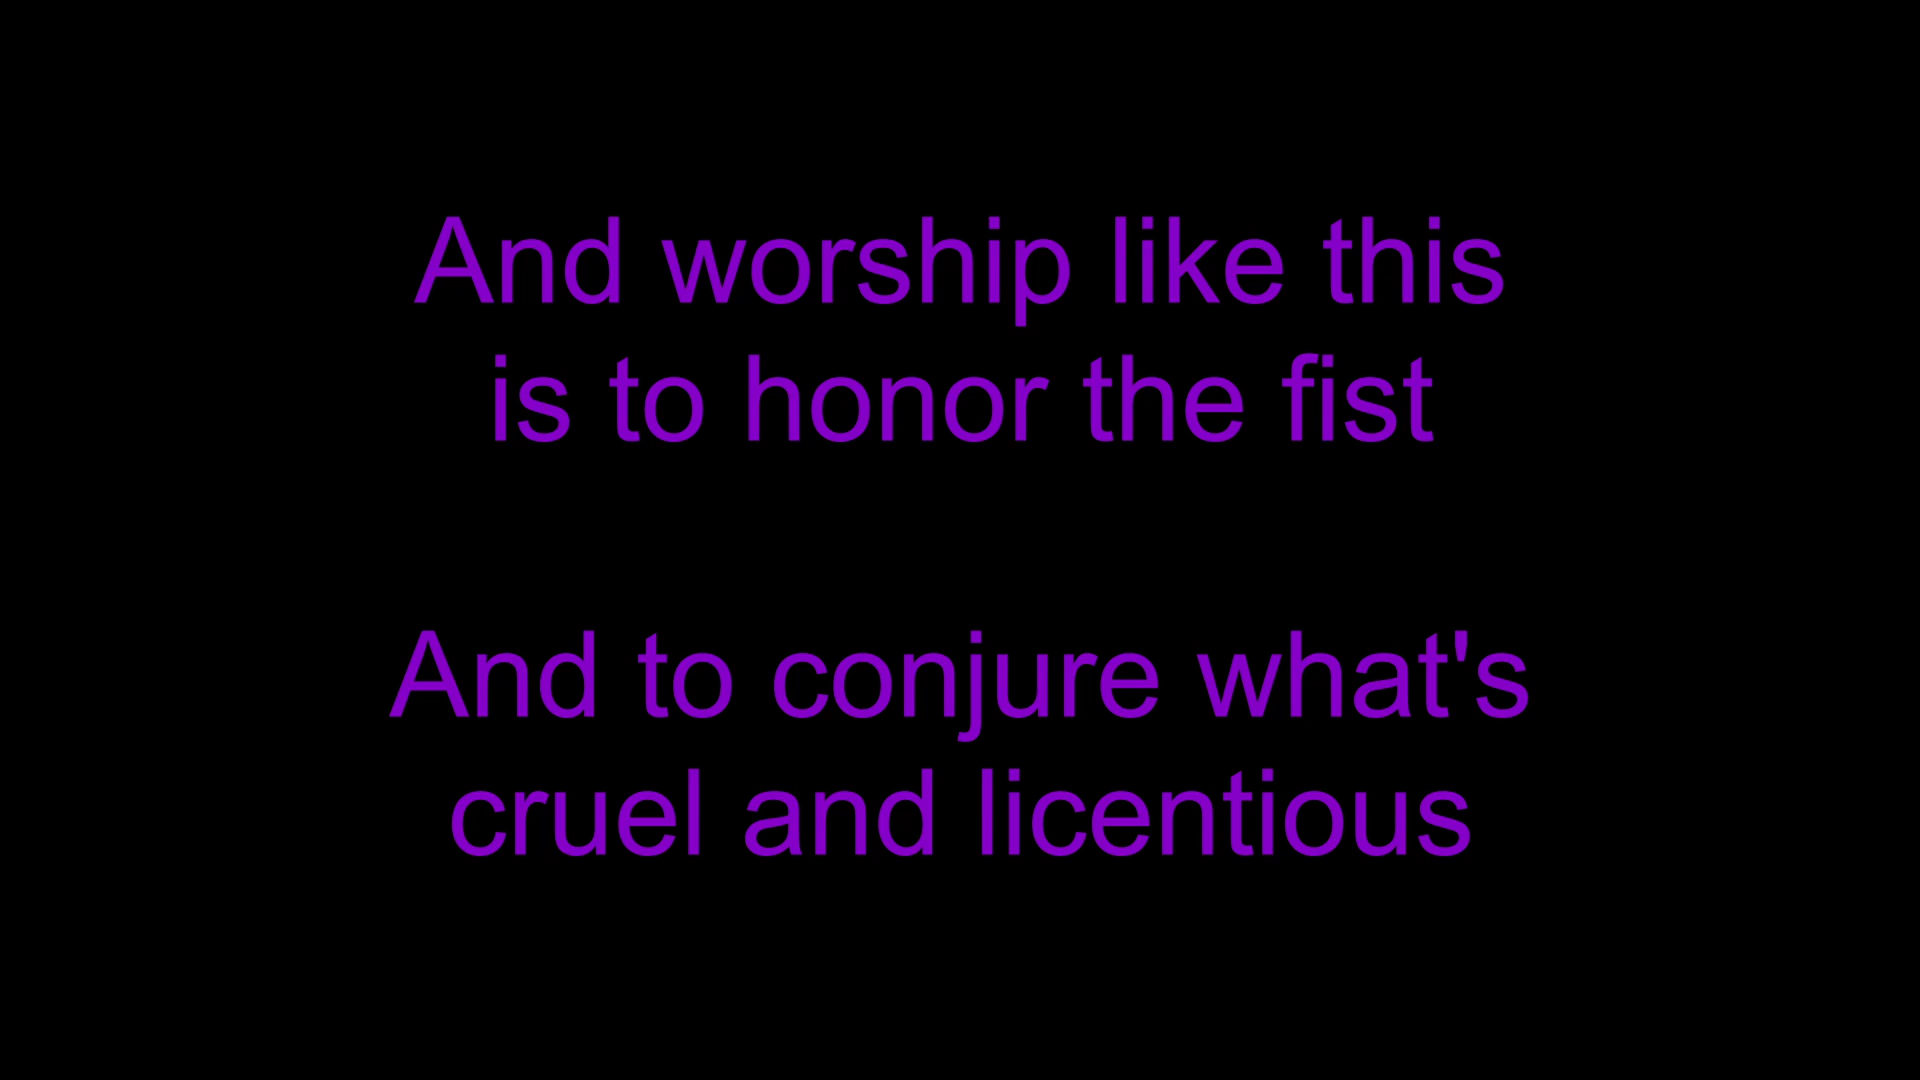 And worship like this
is to honor the fist
And to conjure what's
cruel and licentious